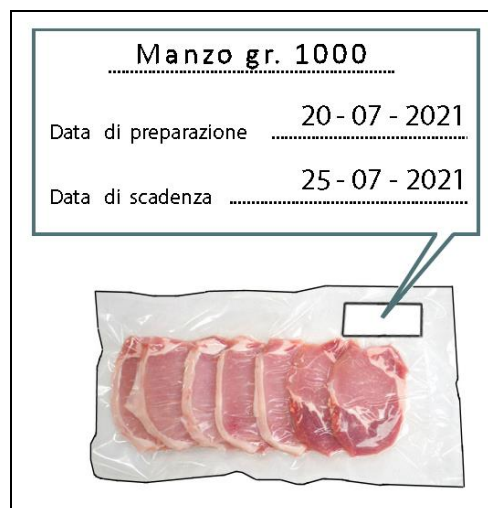 Manzo gr. 1000
Data di preparazione 20 - 07 - 2021
Data di scadenza 25 - 07 - 2021